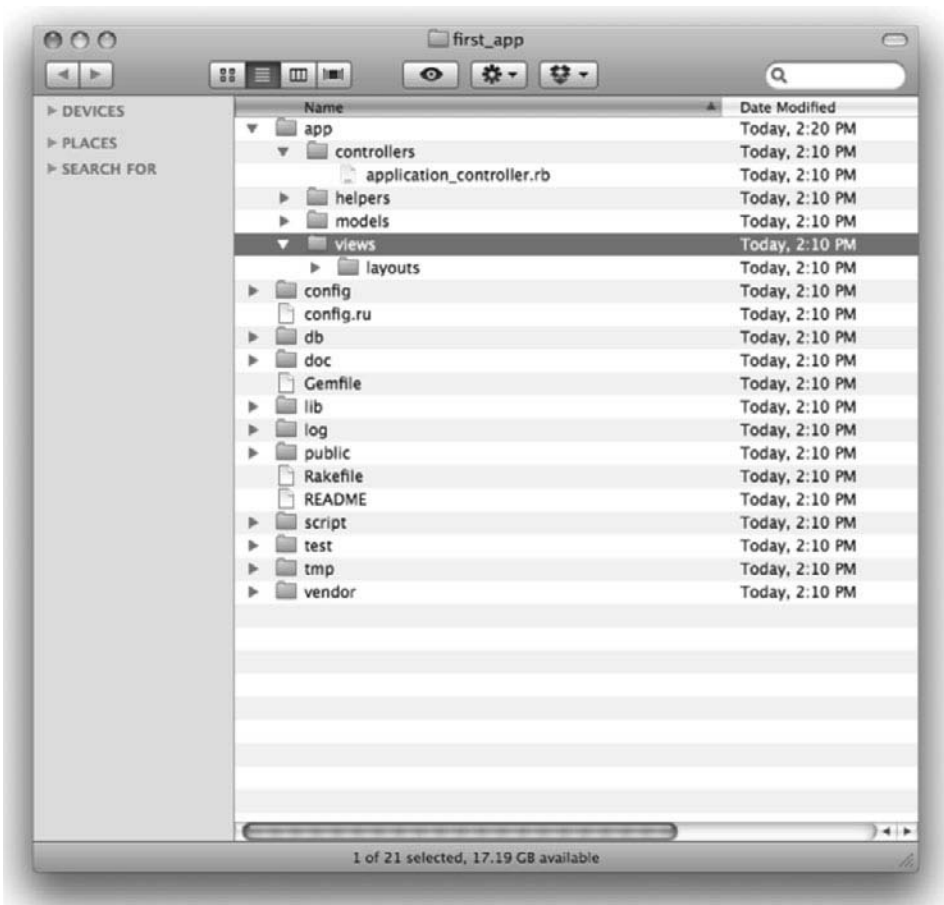 first_app
DEVICES
PLACES
SEARCH FOR
Name Date Modified
app Today, 2:20 PM
controllers Today, 2:10 PM
application_controller.rb Today, 2:10 PM
helpers Today, 2:10 PM
models Today, 2:10 PM
views Today, 2:10 PM
layouts Today, 2:10 PM
config Today, 2:10 PM
config.ru Today, 2:10 PM
db Today, 2:10 PM
doc Today, 2:10 PM
Gemfile Today, 2:10 PM
lib Today, 2:10 PM
log Today, 2:10 PM
public Today, 2:10 PM
Rakefile Today, 2:10 PM
README Today, 2:10 PM
script Today, 2:10 PM
test Today, 2:10 PM
tmp Today, 2:10 PM
vendor Today, 2:10 PM
1 of 21 selected, 17.19 GB available